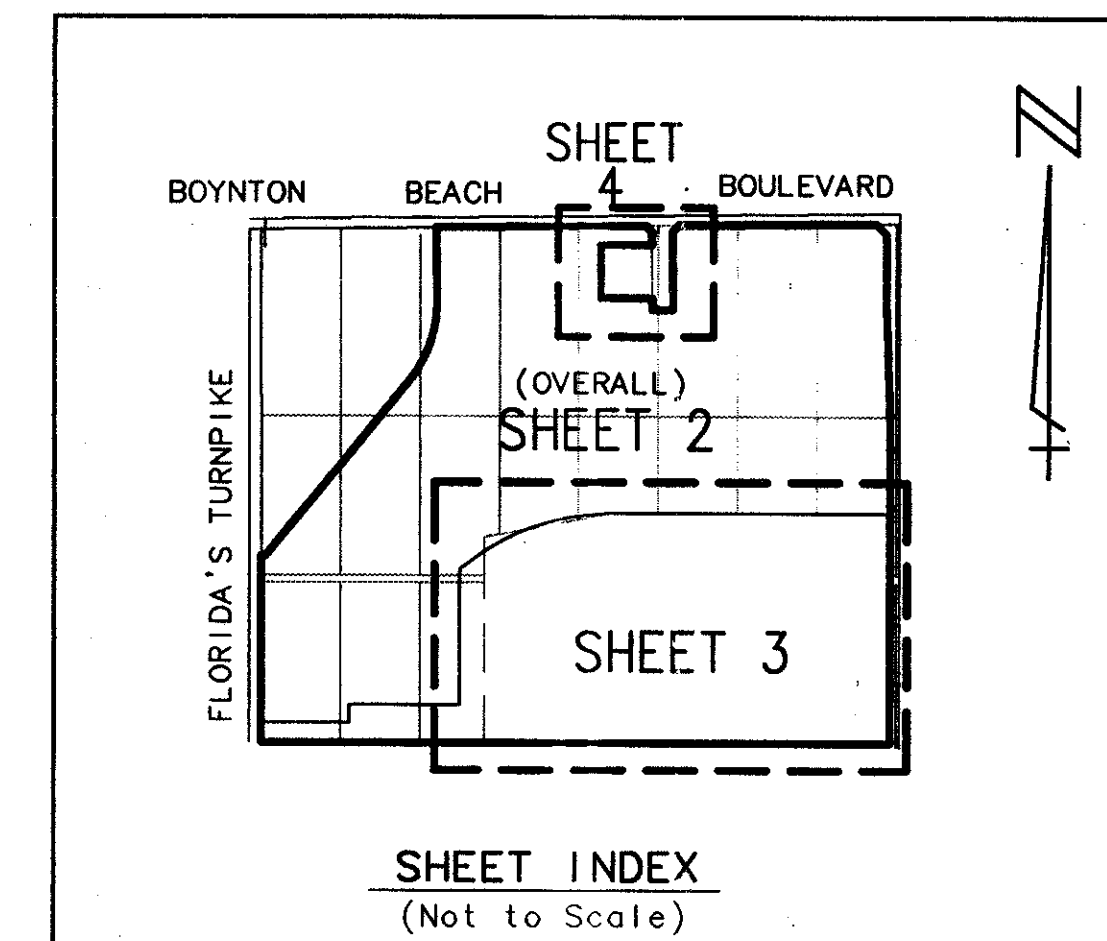 N
SHEET
4
BOYNTON BEACH BOULEVARD
(OVERALL)
SHEET 2
FLORIDA'S TURNPIKE
SHEET 3
SHEET INDEX
(Not to Scale)